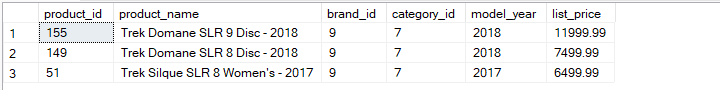 product_id product_name brand_id category_id model_year list_price
1 155 Trek Domane SLR 9 Disc - 2018 9 7 2018 11999.99
2 149 Trek Domane SLR 8 Disc - 2018 9 7 2018 7499.99
3 51 Trek Silque SLR 8 Women's - 2017 9 7 2017 6499.99